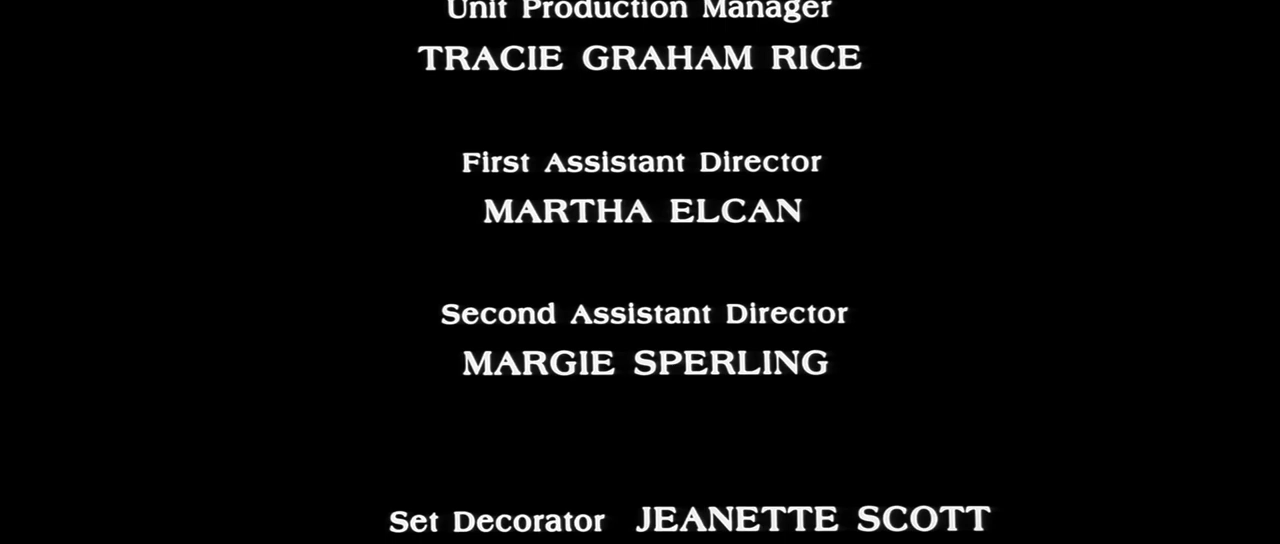 Unit Production Manager
TRACIE GRAHAM RICE
First Assistant Director
MARTHA ELCAN
Second Assistant Director
MARGIE SPERLING
Set Decorator JEANETTE SCOTT